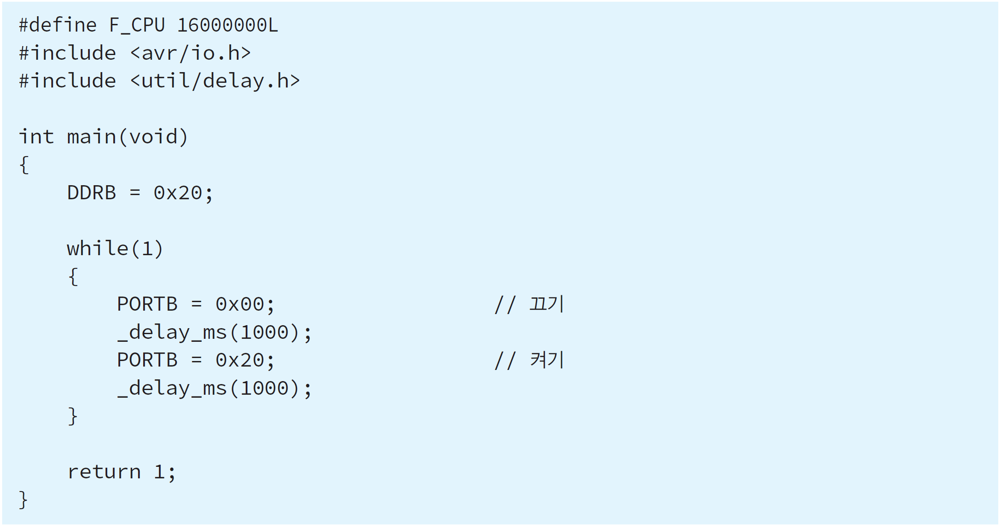 #define F_CPU 16000000L
#include <avr/io.h>
#include <util/delay.h>

int main(void)
{
    DDRB = 0x20;

    while(1)
    {
        PORTB = 0x00;                  // 끄기
        _delay_ms(1000);
        PORTB = 0x20;                  // 켜기
        _delay_ms(1000);
    }

    return 1;
}